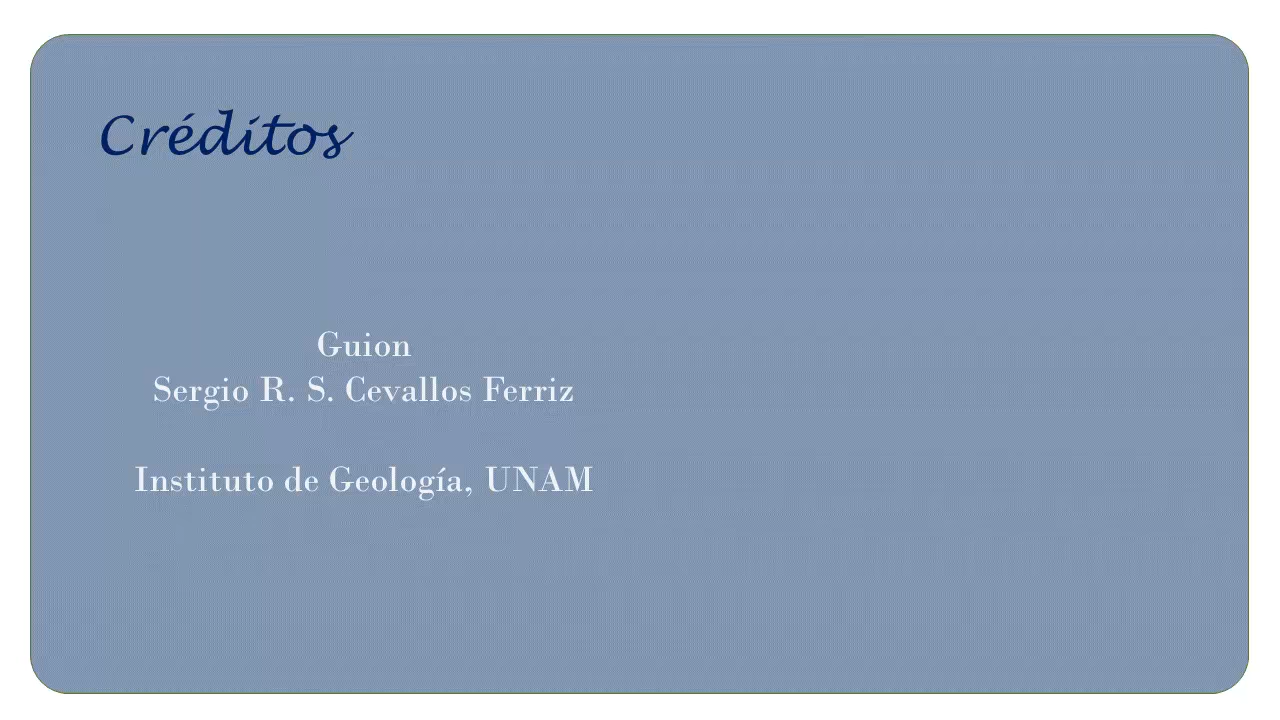 Créditos
Guion
Sergio R. S. Cevallos Ferriz
Instituto de Geología, UNAM